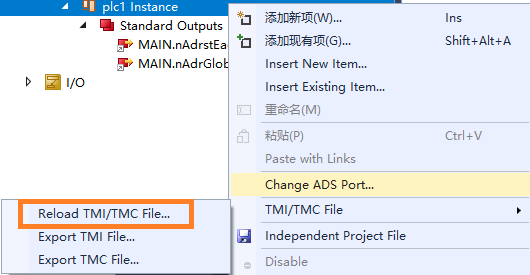 plc1 Instance
Standard Outputs
MAIN.nAdrstEa
MAIN.nAdrGlob
I/O
添加新项(W)... Ins
添加现有项(G)... Shift+Alt+A
Insert New Item...
Insert Existing Item...
重命名(M)
粘贴(P) Ctrl+V
Paste with Links
Change ADS Port...
TMI/TMC File
Independent Project File
Disable
Reload TMI/TMC File...
Export TMI File...
Export TMC File...